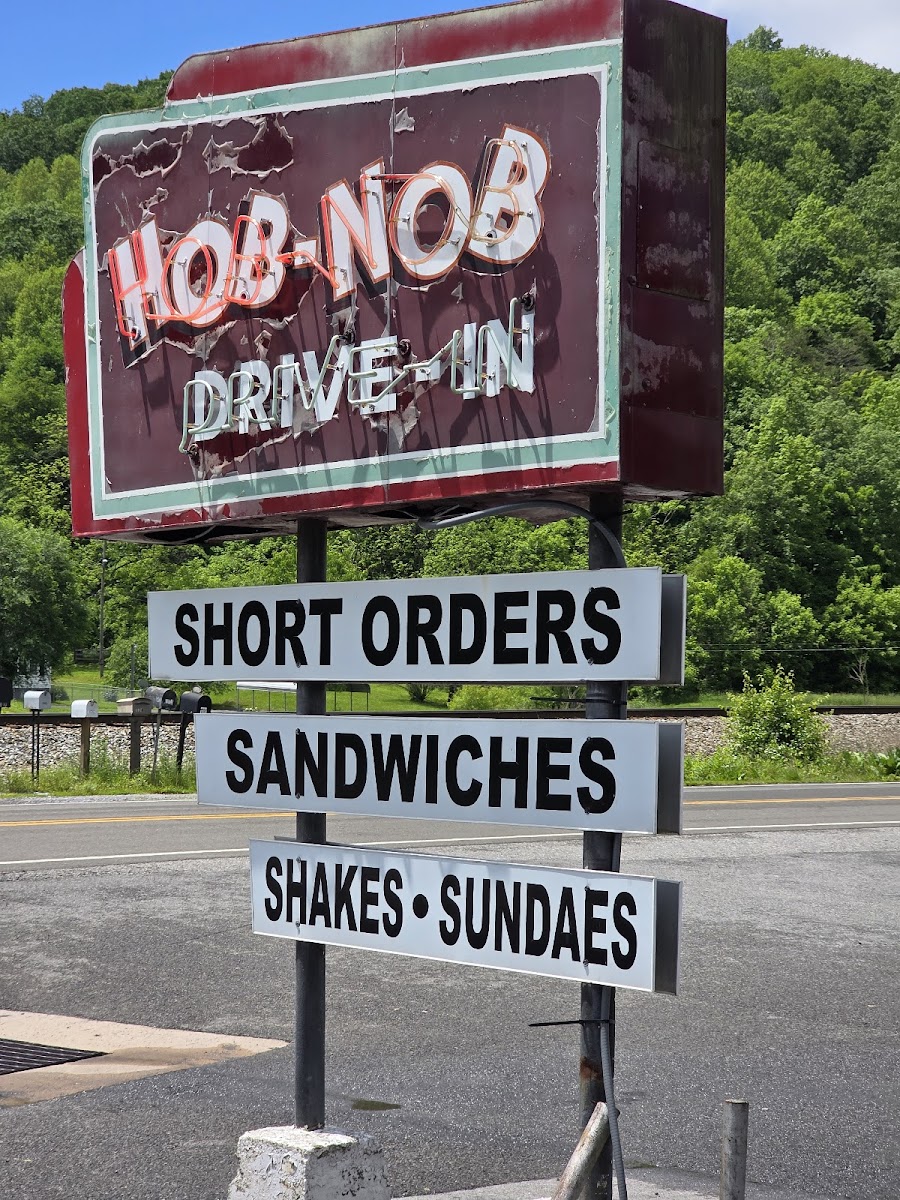 HOB-NOB
DRIVE-IN
SHORT ORDERS
SANDWICHES
SHAKES • SUNDAES